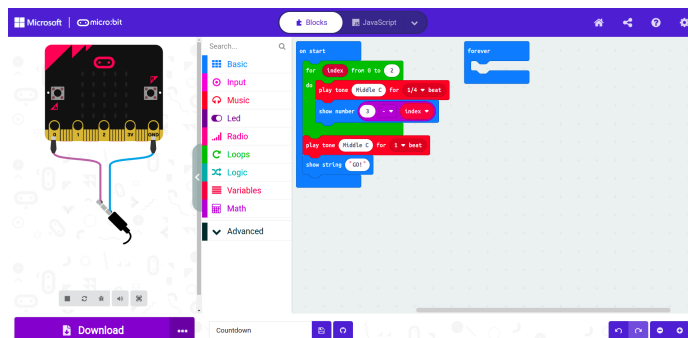 Microsoft | micro:bit
Blocks
JavaScript
Search...
Basic
Input
Music
Led
Radio
Loops
Logic
Variables
Math
Advanced
on start
for index from 0 to 2
do
play tone Middle C for 1/4 beat
show number 3 - index
play tone Middle C for 1 beat
show string "GO!"
forever
0 1 2 3V GND
Download
Countdown